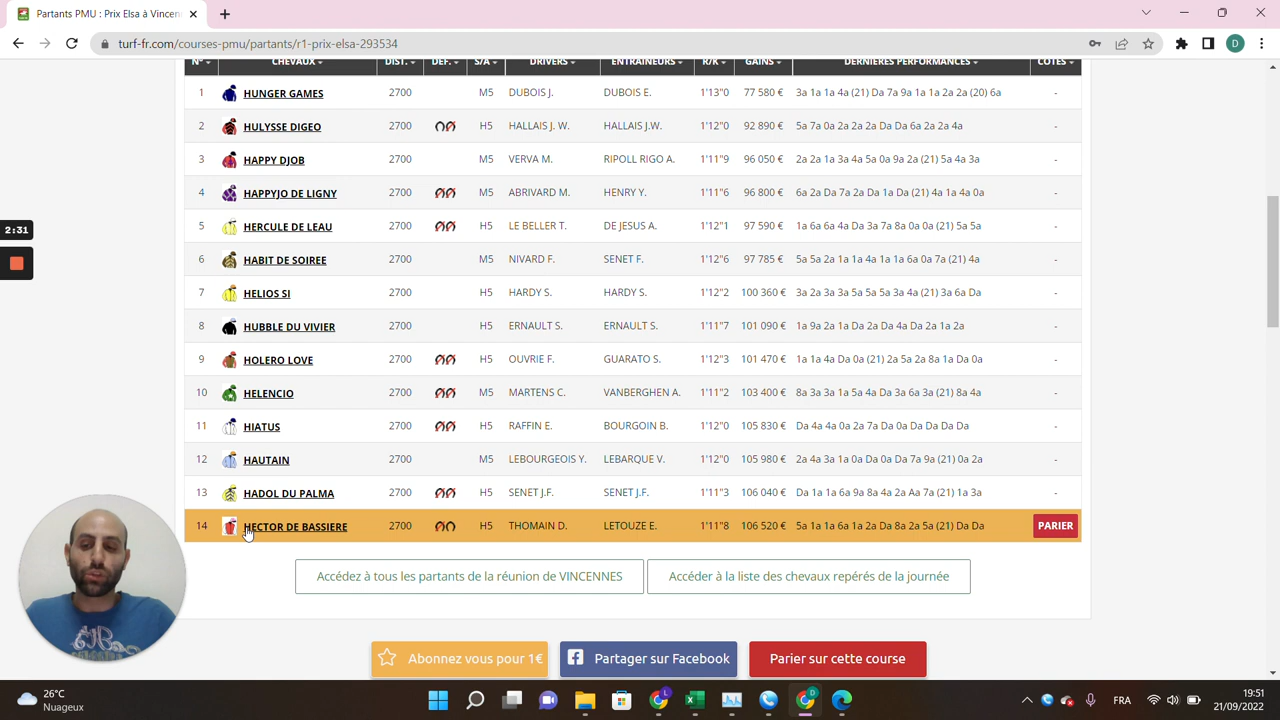 Partants PMU : Prix Elsa à Vincen
turf-fr.com/courses-pmu/partants/r1-prix-elsa-293534
D
N° CHEVAUX DIST. DEF. S/A DRIVERS ENTRAINEURS R/K GAINS DERNIÈRES PERFORMANCES COTES
1 HUNGER GAMES 2700 M5 DUBOIS J. DUBOIS E. 1'13"0 77 580 € 3a 1a 1a 4a (21) Da 7a 9a 1a 1a 2a 2a (20) 6a -
2 HULYSSE DIGEO 2700 H5 HALLAIS J. W. HALLAIS J.W. 1'12"0 92 890 € 5a 7a 0a 2a 2a 2a Da Da 6a 2a 2a 4a -
3 HAPPY DJOB 2700 M5 VERVA M. RIPOLL RIGO A. 1'11"9 96 050 € 2a 2a 1a 3a 4a 5a 0a 9a 2a (21) 5a 4a 3a -
4 HAPPYJO DE LIGNY 2700 M5 ABRIVARD M. HENRY Y. 1'11"6 96 800 € 6a 2a Da 7a 2a Da 1a Da (21) 4a 1a 4a 0a -
5 HERCULE DE LEAU 2700 H5 LE BELLER T. DE JESUS A. 1'12"1 97 590 € 1a 6a 6a 4a Da 3a 7a 8a 0a 0a (21) 5a 5a -
2:31
6 HABIT DE SOIREE 2700 M5 NIVARD F. SENET F. 1'12"6 97 785 € 5a 5a 2a 1a 1a 4a 1a 1a 6a 0a 7a (21) 4a -
7 HELIOS SI 2700 H5 HARDY S. HARDY S. 1'12"2 100 360 € 3a 2a 3a 3a 5a 5a 5a 3a 4a (21) 3a 6a Da -
8 HUBBLE DU VIVIER 2700 H5 ERNAULT S. ERNAULT S. 1'11"7 101 090 € 1a 9a 2a 1a Da 2a Da 4a Da 2a 1a 2a -
9 HOLERO LOVE 2700 H5 OUVRIE F. GUARATO S. 1'12"3 101 470 € 1a 1a 4a Da 0a (21) 2a 5a 2a 8a 1a Da 0a -
10 HELENCIO 2700 M5 MARTENS C. VANBERGHEN A. 1'11"2 103 400 € 8a 3a 3a 1a 5a 4a Da 3a 6a 3a (21) 8a 4a -
11 HIATUS 2700 H5 RAFFIN E. BOURGOIN B. 1'12"0 105 830 € Da 4a 4a 0a 2a 7a Da 0a Da Da Da Da -
12 HAUTAIN 2700 M5 LEBOURGEOIS Y. LEBARQUE V. 1'12"0 105 980 € 2a 4a 3a 1a 0a Da 0a Da 7a 9a (21) 0a 2a -
13 HADOL DU PALMA 2700 H5 SENET J.F. SENET J.F. 1'11"3 106 040 € Da 1a 1a 6a 9a 8a 4a 2a Aa 7a (21) 1a 3a -
14 HECTOR DE BASSIERE 2700 H5 THOMAIN D. LETOUZE E. 1'11"8 106 520 € 5a 1a 1a 6a 1a 2a Da 8a 2a 5a (21) Da Da PARIER
Accédez à tous les partants de la réunion de VINCENNES
Accéder à la liste des chevaux repérés de la journée
Abonnez vous pour 1€
Partager sur Facebook
Parier sur cette course
26°C
Nuageux
FRA
19:51
21/09/2022